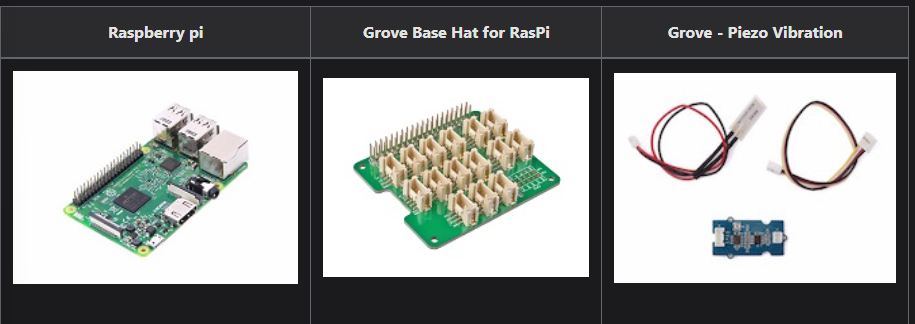 Raspberry pi
Grove Base Hat for RasPi
Grove - Piezo Vibration